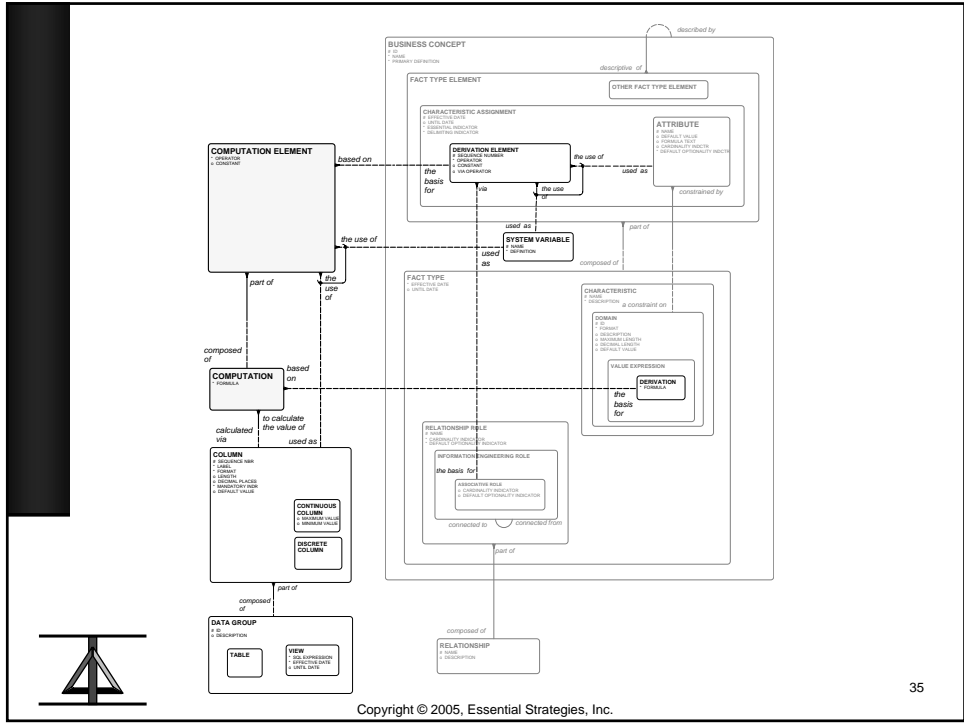 described by
BUSINESS CONCEPT
# ID
* NAME
* PRIMARY DEFINITION
descriptive of
FACT TYPE ELEMENT
OTHER FACT TYPE ELEMENT
CHARACTERISTIC ASSIGNMENT
# EFFECTIVE DATE
o UNTIL DATE
* ESSENTIAL INDICATOR
* DELIMITING INDICATOR
ATTRIBUTE
# NAME
o DEFAULT VALUE
o FORMULA TEXT
o CARDINALITY INDCTR
* DEFAULT OPTIONALITY INDCTR
COMPUTATION ELEMENT
* OPERATOR
o CONSTANT
based on
the
basis
for
DERIVATION ELEMENT
# SEQUENCE NUMBER
* OPERATOR
o CONSTANT
o VIA OPERATOR
the use of
used as
via
the use
of
constrained by
used as
part of
SYSTEM VARIABLE
# NAME
* DEFINITION
the use of
used
as
composed of
FACT TYPE
* EFFECTIVE DATE
o UNTIL DATE
part of
the
use
of
CHARACTERISTIC
# NAME
* DESCRIPTION
a constraint on
DOMAIN
# ID
* FORMAT
o DESCRIPTION
o MAXIMUM LENGTH
o DECIMAL LENGTH
o DEFAULT VALUE
composed
of
based
on
VALUE EXPRESSION
COMPUTATION
* FORMULA
DERIVATION
* FORMULA
the
basis
for
to calculate
the value of
calculated
via
used as
RELATIONSHIP ROLE
# NAME
* CARDINALITY INDICATOR
* DEFAULT OPTIONALITY INDICATOR
COLUMN
# SEQUENCE NBR
* LABEL
* FORMAT
o LENGTH
o DECIMAL PLACES
* MANDATORY INDR
o DEFAULT VALUE
INFORMATION ENGINEERING ROLE
the basis for
ASSOCIATIVE ROLE
o CARDINALITY INDICATOR
o DEFAULT OPTIONALITY INDICATOR
CONTINUOUS
COLUMN
o MAXIMUM VALUE
o MINIMUM VALUE
connected to
connected from
DISCRETE
COLUMN
part of
part of
composed
of
DATA GROUP
# ID
o DESCRIPTION
TABLE
VIEW
* SQL EXPRESSION
* EFFECTIVE DATE
o UNTIL DATE
composed of
RELATIONSHIP
# NAME
o DESCRIPTION
35
Copyright © 2005, Essential Strategies, Inc.